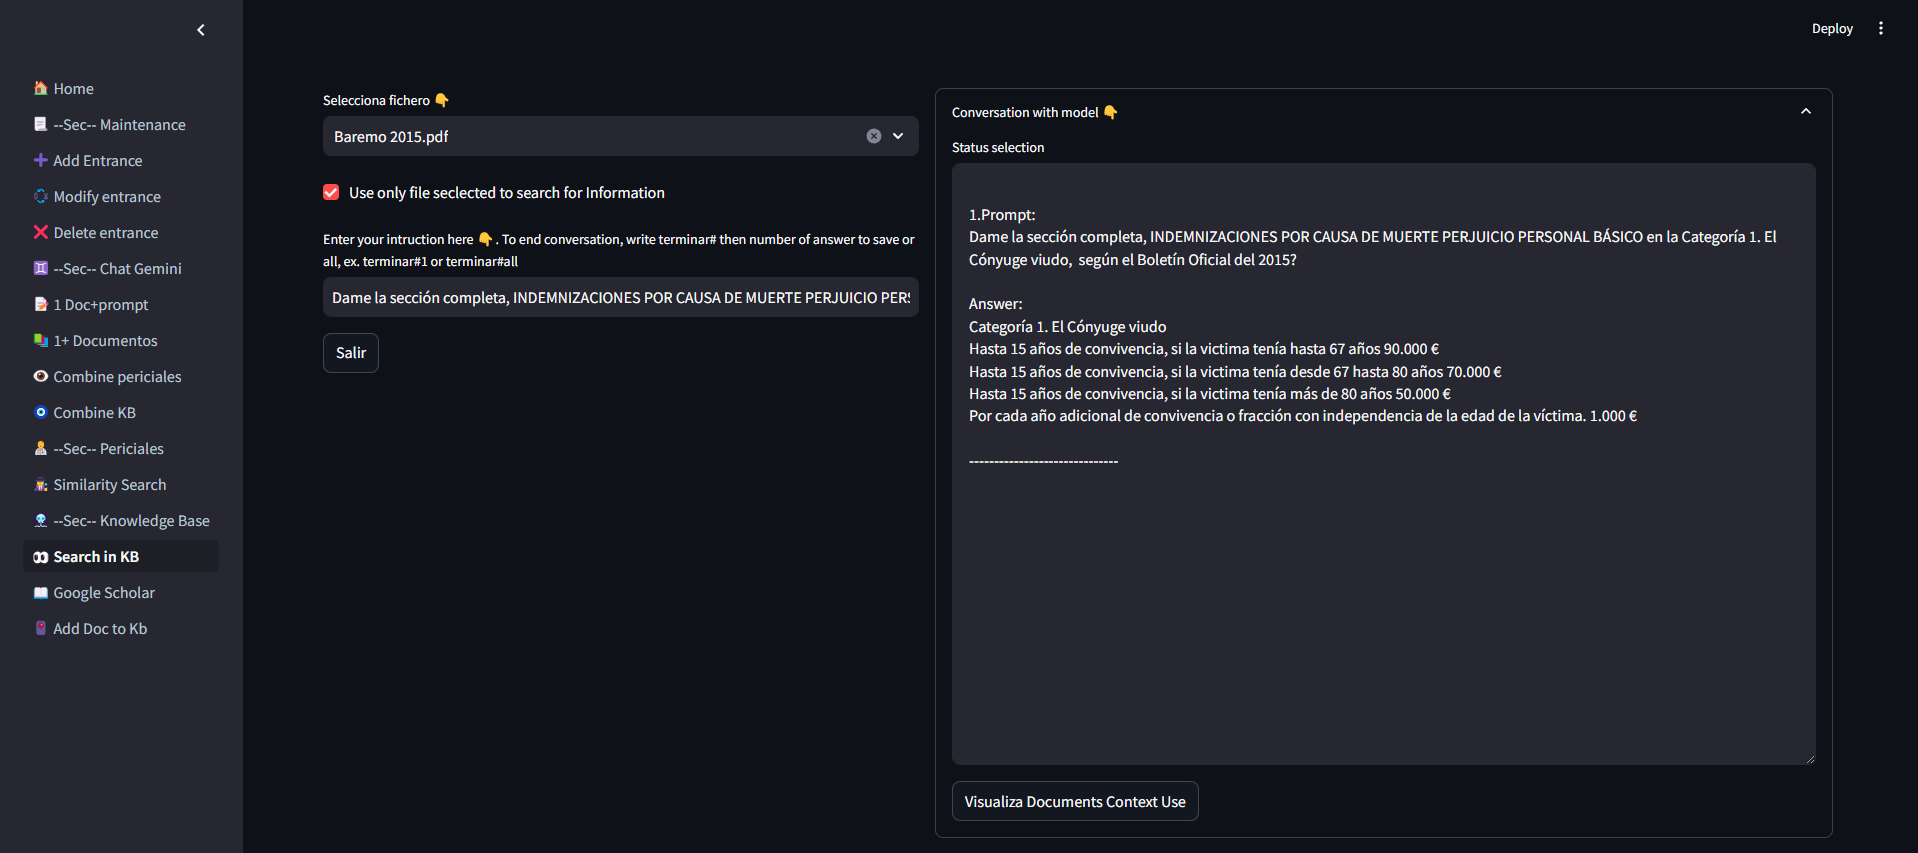 Deploy
Home
--Sec-- Maintenance
Add Entrance
Modify entrance
Delete entrance
--Sec-- Chat Gemini
1 Doc+prompt
1+ Documentos
Combine periciales
Combine KB
--Sec-- Periciales
Similarity Search
--Sec-- Knowledge Base
Search in KB
Google Scholar
Add Doc to Kb
Selecciona fichero
Baremo 2015.pdf
Use only file seclected to search for Information
Enter your intruction here . To end conversation, write terminar# then number of answer to save or
all, ex. terminar#1 or terminar#all
Dame la sección completa, INDEMNIZACIONES POR CAUSA DE MUERTE PERJUICIO PERS
Salir
Conversation with model
Status selection
1.Prompt:
Dame la sección completa, INDEMNIZACIONES POR CAUSA DE MUERTE PERJUICIO PERSONAL BÁSICO en la Categoría 1. El
Cónyuge viudo, según el Boletín Oficial del 2015?
Answer:
Categoría 1. El Cónyuge viudo
Hasta 15 años de convivencia, si la victima tenía hasta 67 años 90.000 €
Hasta 15 años de convivencia, si la victima tenía desde 67 hasta 80 años 70.000 €
Hasta 15 años de convivencia, si la victima tenía más de 80 años 50.000 €
Por cada año adicional de convivencia o fracción con independencia de la edad de la víctima. 1.000 €
------------------------------
Visualiza Documents Context Use